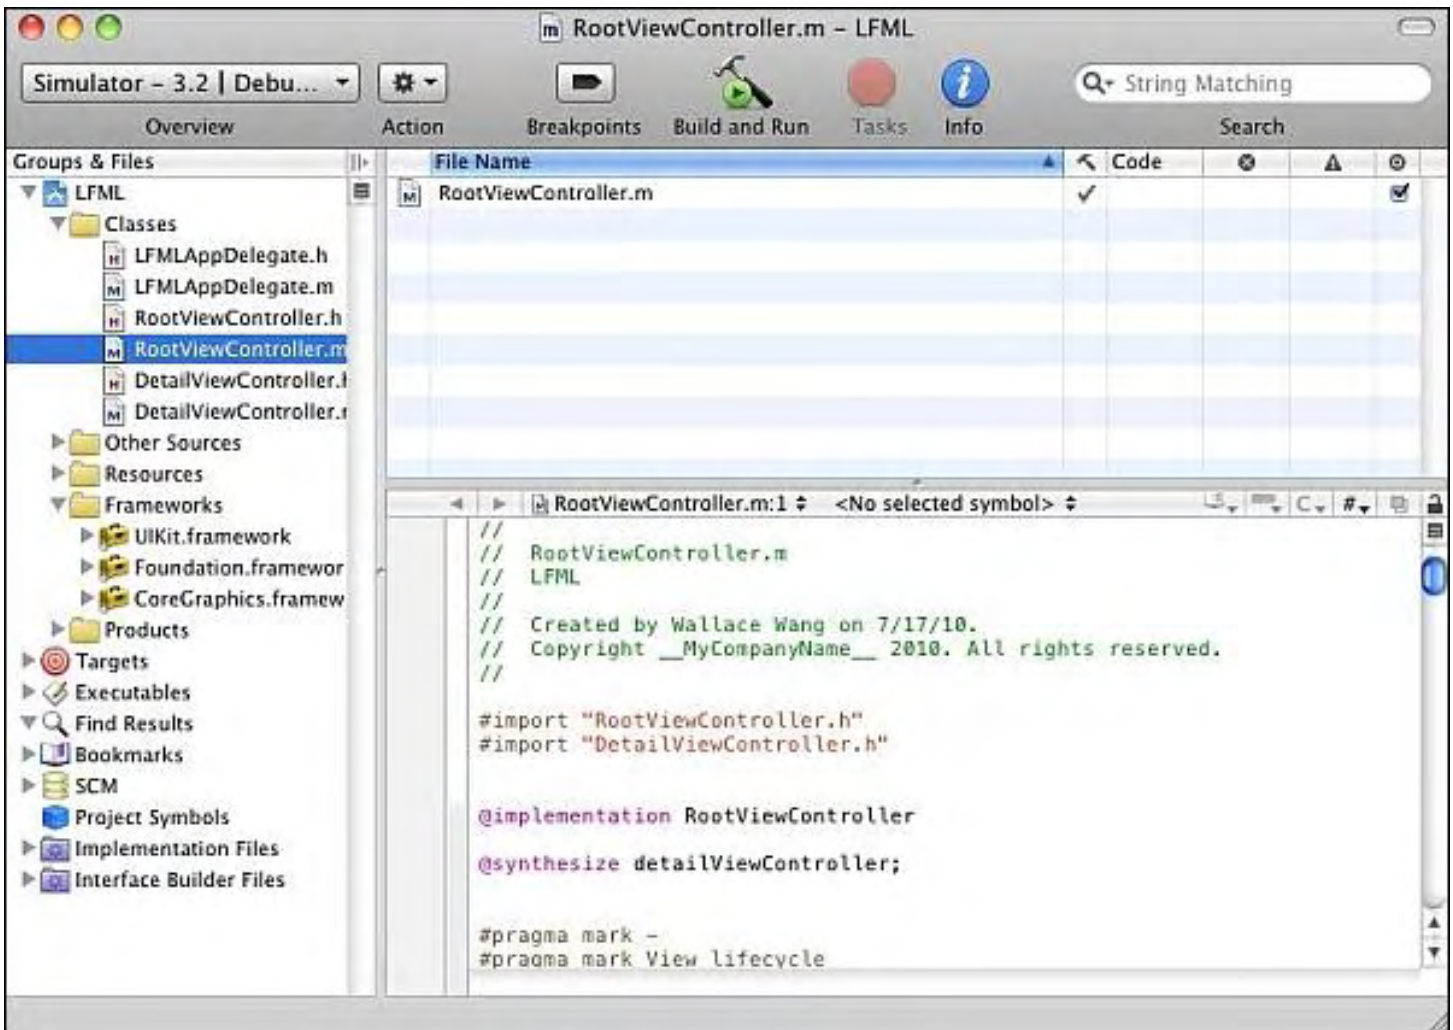 RootViewController.m – LFML
Simulator – 3.2 | Debu...
String Matching
Overview
Action
Breakpoints
Build and Run
Tasks
Info
Search
Groups & Files
LFML
Classes
LFMLAppDelegate.h
LFMLAppDelegate.m
RootViewController.h
RootViewController.m
DetailViewController.h
DetailViewController.m
Other Sources
Resources
Frameworks
UIKit.framework
Foundation.framewor
CoreGraphics.framew
Products
Targets
Executables
Find Results
Bookmarks
SCM
Project Symbols
Implementation Files
Interface Builder Files
File Name
Code
RootViewController.m
RootViewController.m:1
<No selected symbol>
C
#
//
// RootViewController.m
// LFML
//
// Created by Wallace Wang on 7/17/10.
// Copyright __MyCompanyName__ 2010. All rights reserved.
//
#import "RootViewController.h"
#import "DetailViewController.h"
@implementation RootViewController
@synthesize detailViewController;
#pragma mark -
#pragma mark View lifecycle